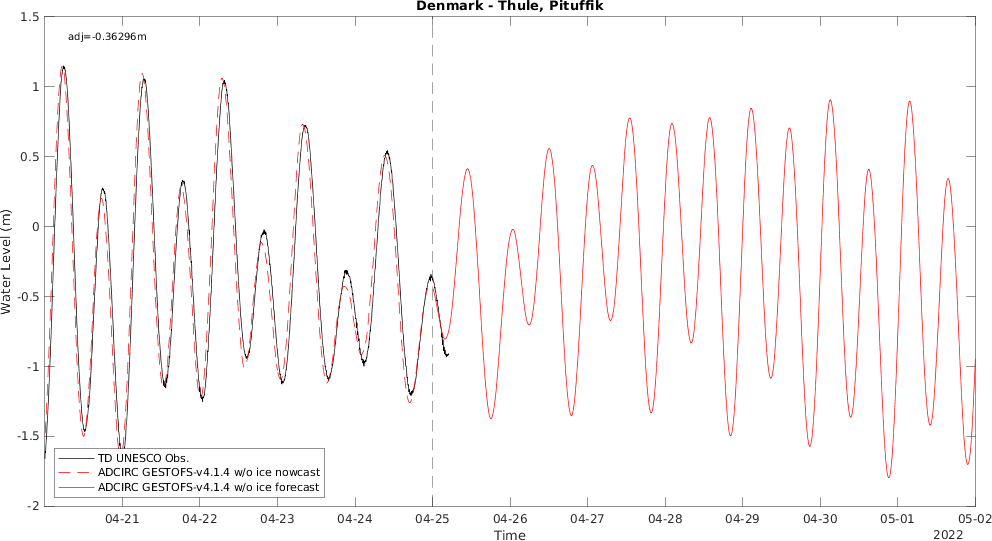 Denmark - Thule, Pituffik
adj=-0.36296m
1.5
1
0.5
0
-0.5
-1
-1.5
-2
Water Level (m)
TD UNESCO Obs.
ADCIRC GESTOFS-v4.1.4 w/o ice nowcast
ADCIRC GESTOFS-v4.1.4 w/o ice forecast
04-21 04-22 04-23 04-24 04-25 04-26 04-27 04-28 04-29 04-30 05-01 05-02
Time
2022